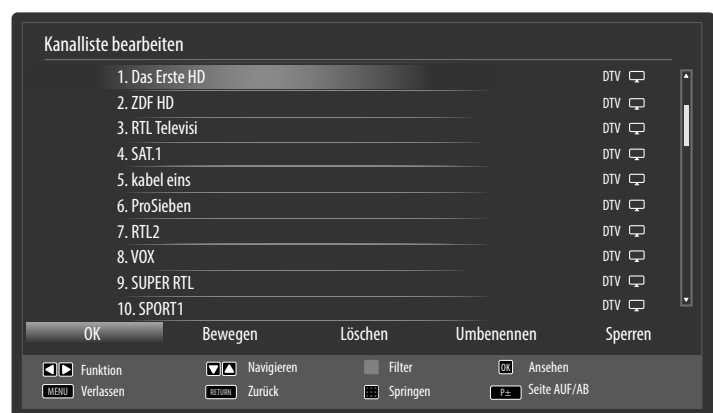 Kanalliste bearbeiten
1. Das Erste HD DTV
2. ZDF HD DTV
3. RTL Televisi DTV
4. SAT.1 DTV
5. kabel eins DTV
6. ProSieben DTV
7. RTL2 DTV
8. VOX DTV
9. SUPER RTL DTV
10. SPORT1 DTV
OK Bewegen Löschen Umbenennen Sperren
Funktion Navigieren Filter OK Ansehen
MENU Verlassen RETURN Zurück Springen P± Seite AUF/AB